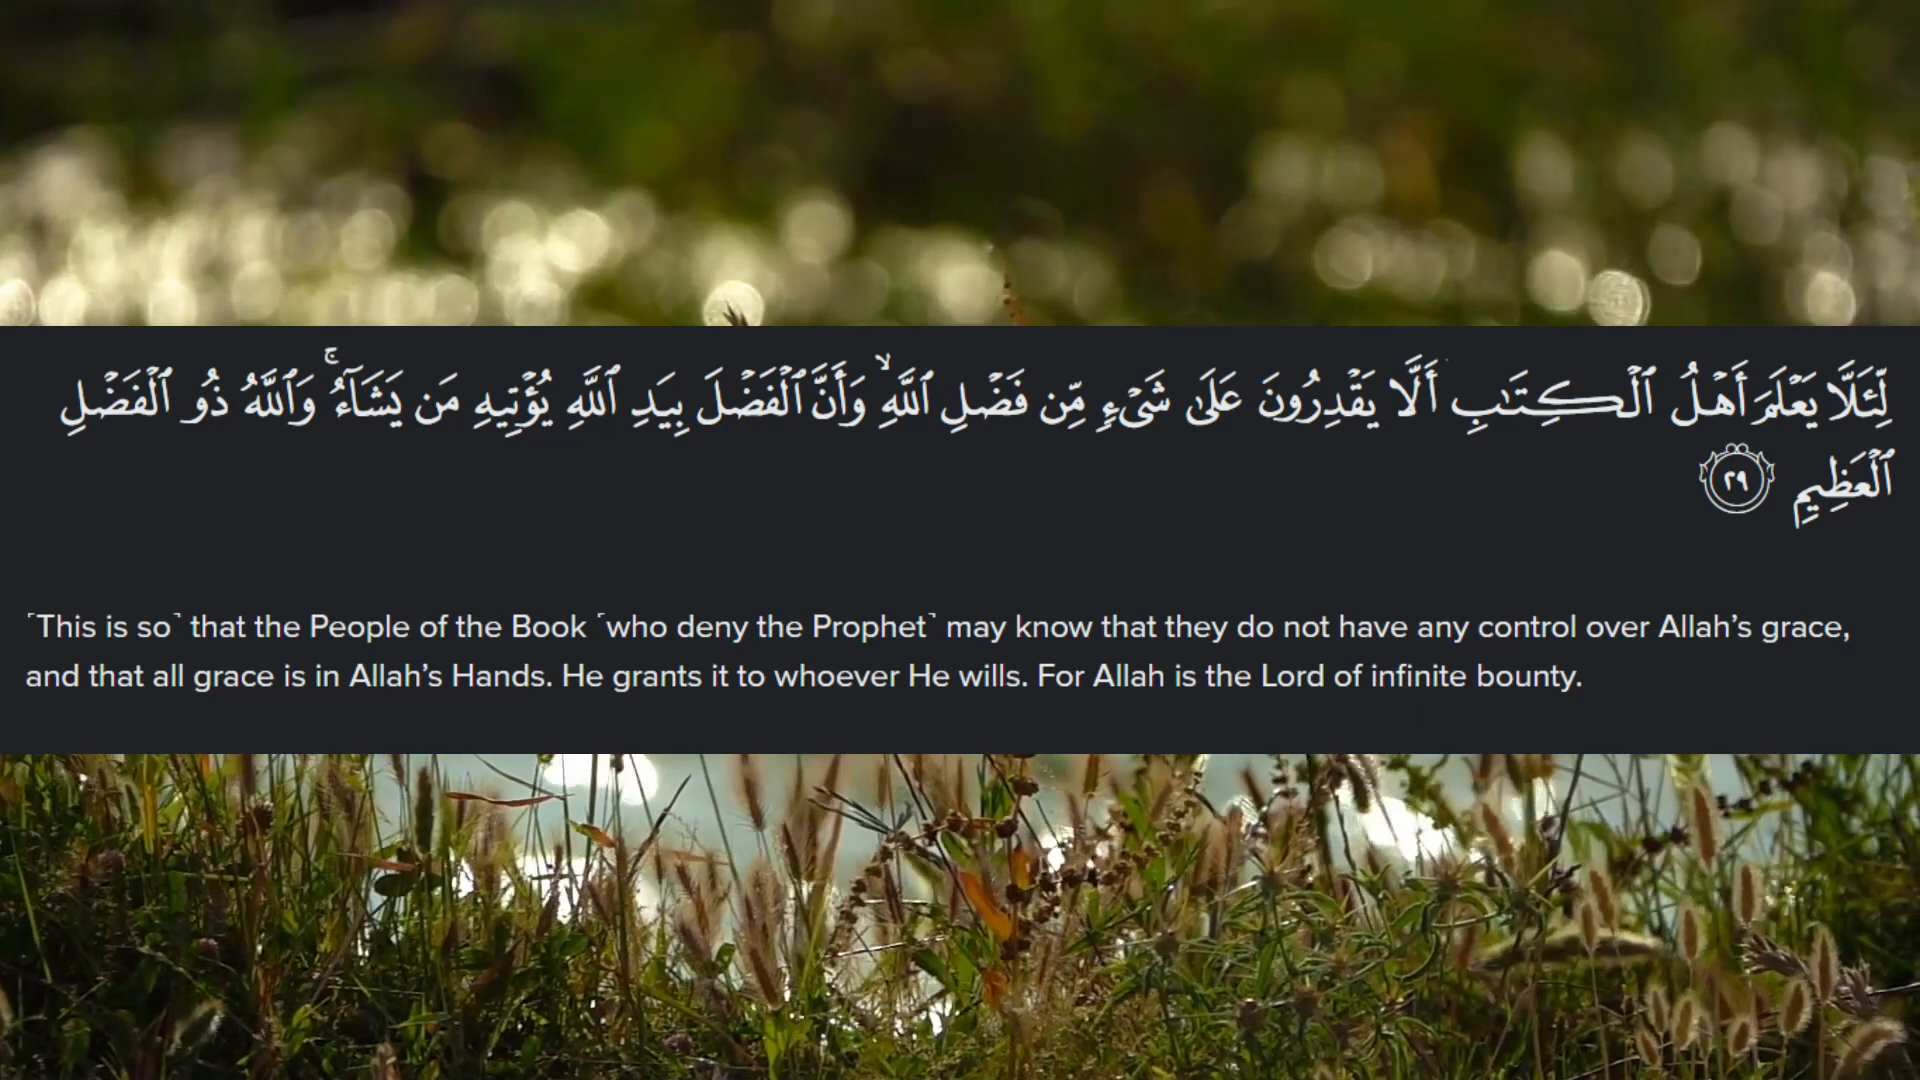 لِّئَلَّا يَعْلَمَ أَهْلُ ٱلْكِتَـٰبِ أَلَّا يَقْدِرُونَ عَلَىٰ شَىْءٍ مِّن فَضْلِ ٱللَّهِ ۙ وَأَنَّ ٱلْفَضْلَ بِيَدِ ٱللَّهِ يُؤْتِيهِ مَن يَشَآءُ ۚ وَٱللَّهُ ذُو ٱلْفَضْلِ
ٱلْعَظِيمِ ٢٩
˹This is so˺ that the People of the Book ˹who deny the Prophet˺ may know that they do not have any control over Allah’s grace,
and that all grace is in Allah’s Hands. He grants it to whoever He wills. For Allah is the Lord of infinite bounty.